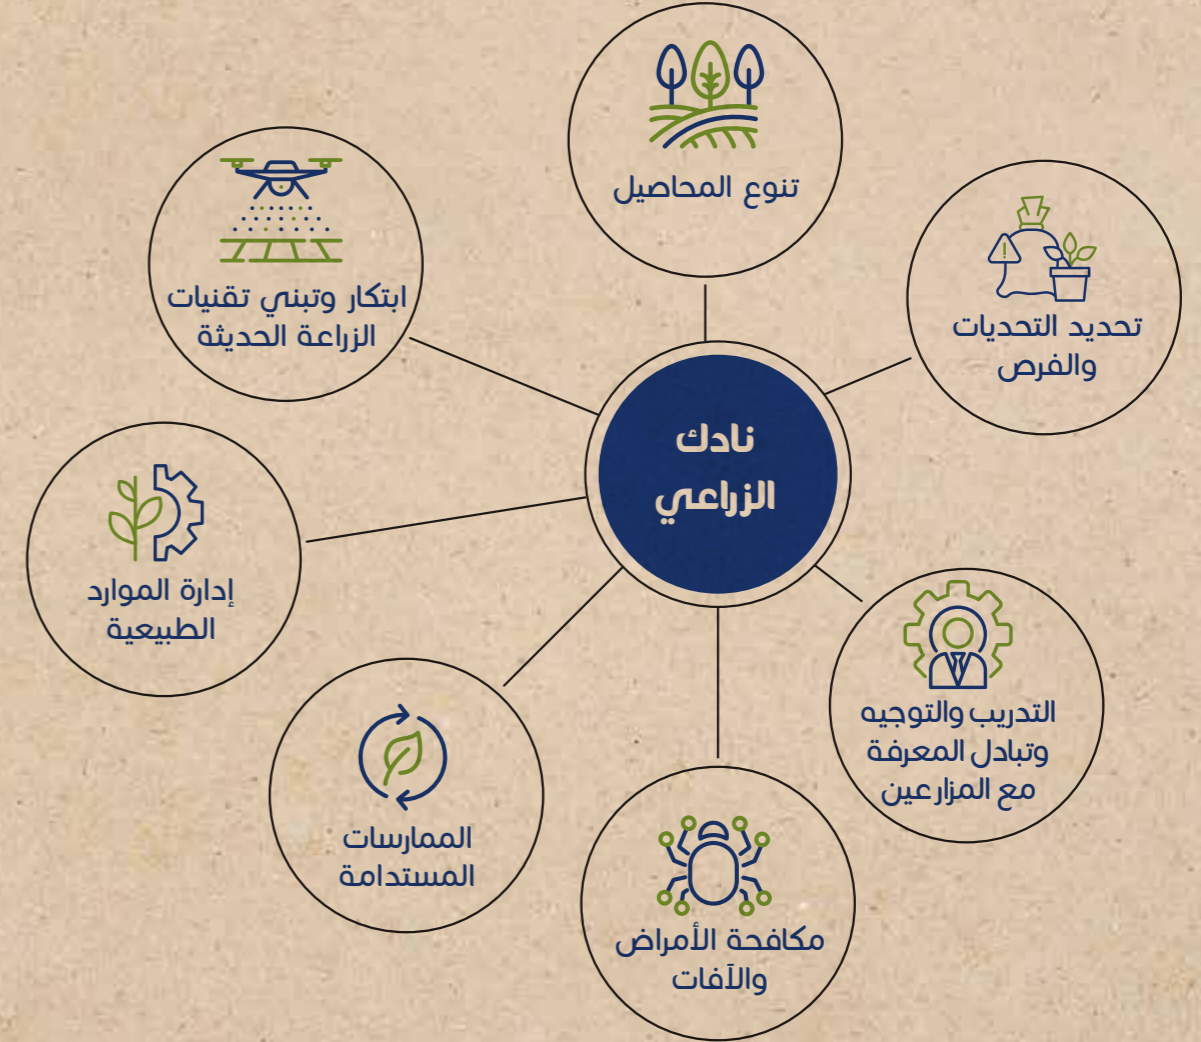 تنوع المحاصيل
تحديد التحديات
والفرص
ابتكار وتبني تقنيات
الزراعة الحديثة
نادك
الزراعي
إدارة الموارد
الطبيعية
التدريب والتوجيه
وتبادل المعرفة
مع المزارعين
الممارسات
المستدامة
مكافحة الأمراض
والآفات